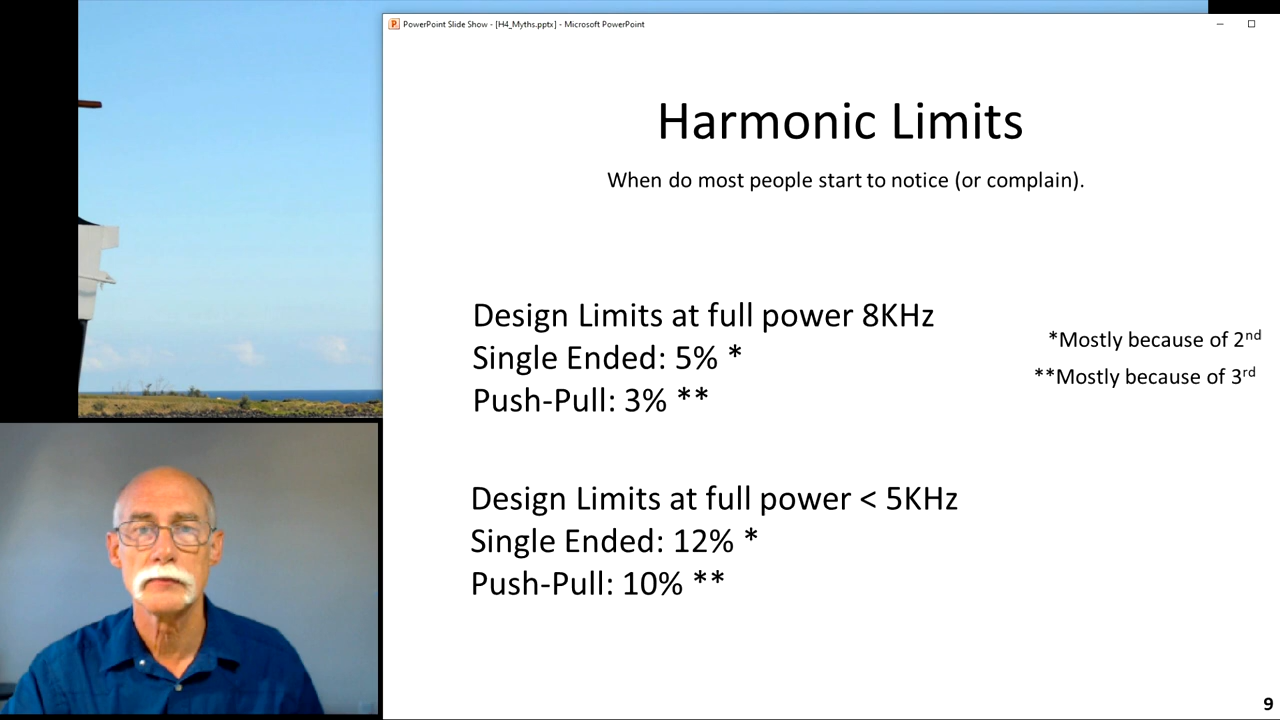 PowerPoint Slide Show - [H4_Myths.pptx] - Microsoft PowerPoint
Harmonic Limits
When do most people start to notice (or complain).
Design Limits at full power 8KHz
Single Ended: 5% *
Push-Pull: 3% **
*Mostly because of 2nd
**Mostly because of 3rd
Design Limits at full power < 5KHz
Single Ended: 12% *
Push-Pull: 10% **
9